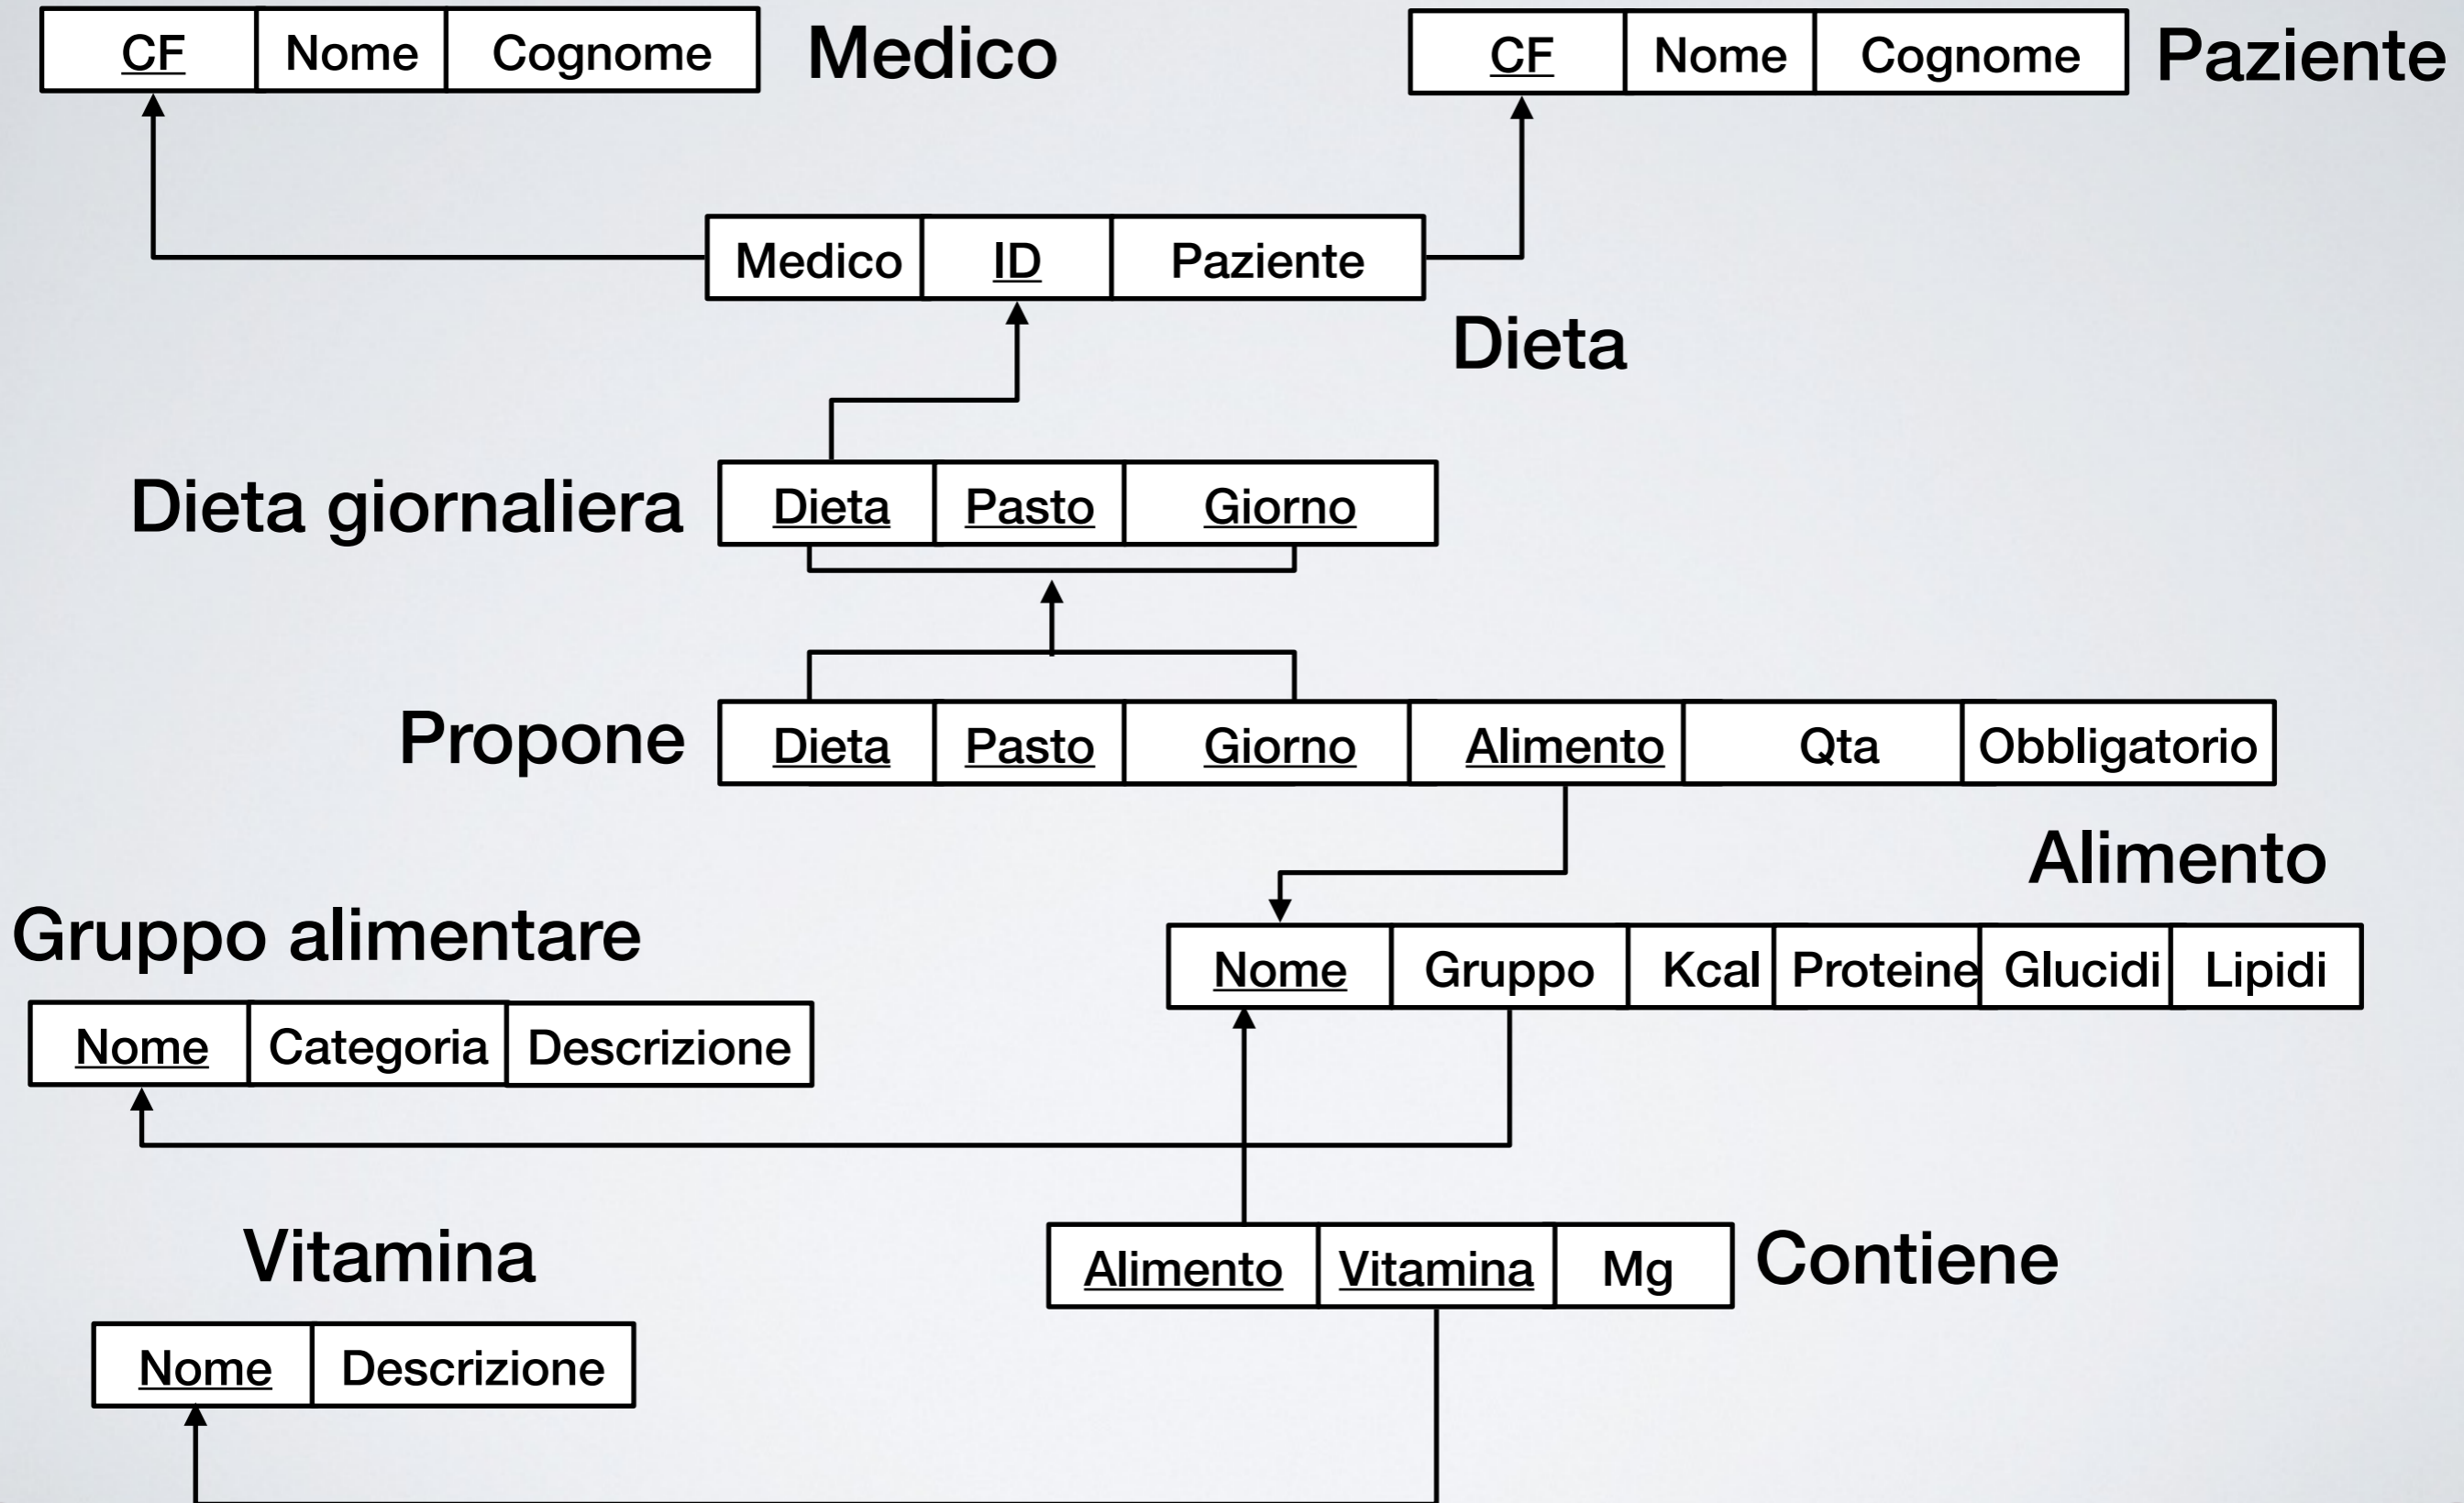 CF Nome Cognome Medico
CF Nome Cognome Paziente
Medico ID Paziente
Dieta
Dieta giornaliera Dieta Pasto Giorno
Propone Dieta Pasto Giorno Alimento Qta Obbligatorio
Alimento
Nome Gruppo Kcal Proteine Glucidi Lipidi
Gruppo alimentare
Nome Categoria Descrizione
Alimento Vitamina Mg Contiene
Vitamina
Nome Descrizione